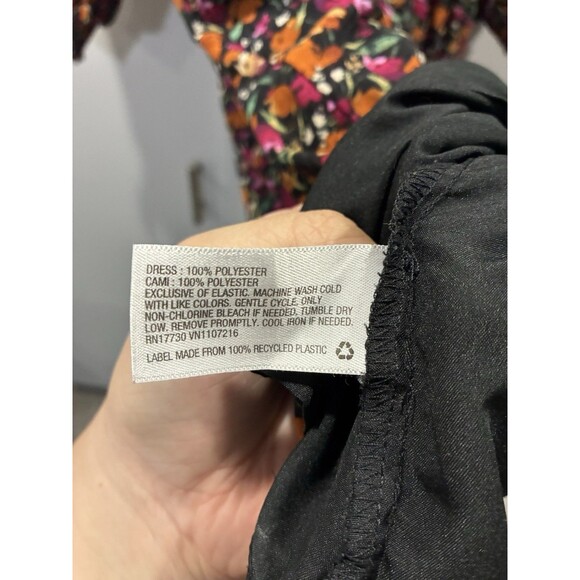 DRESS : 100% POLYESTER
CAMI : 100% POLYESTER
EXCLUSIVE OF ELASTIC. MACHINE WASH COLD
WITH LIKE COLORS. GENTLE CYCLE. ONLY
NON-CHLORINE BLEACH IF NEEDED. TUMBLE DRY
LOW. REMOVE PROMPTLY. COOL IRON IF NEEDED.
RN17730 VN1107216
LABEL MADE FROM 100% RECYCLED PLASTIC